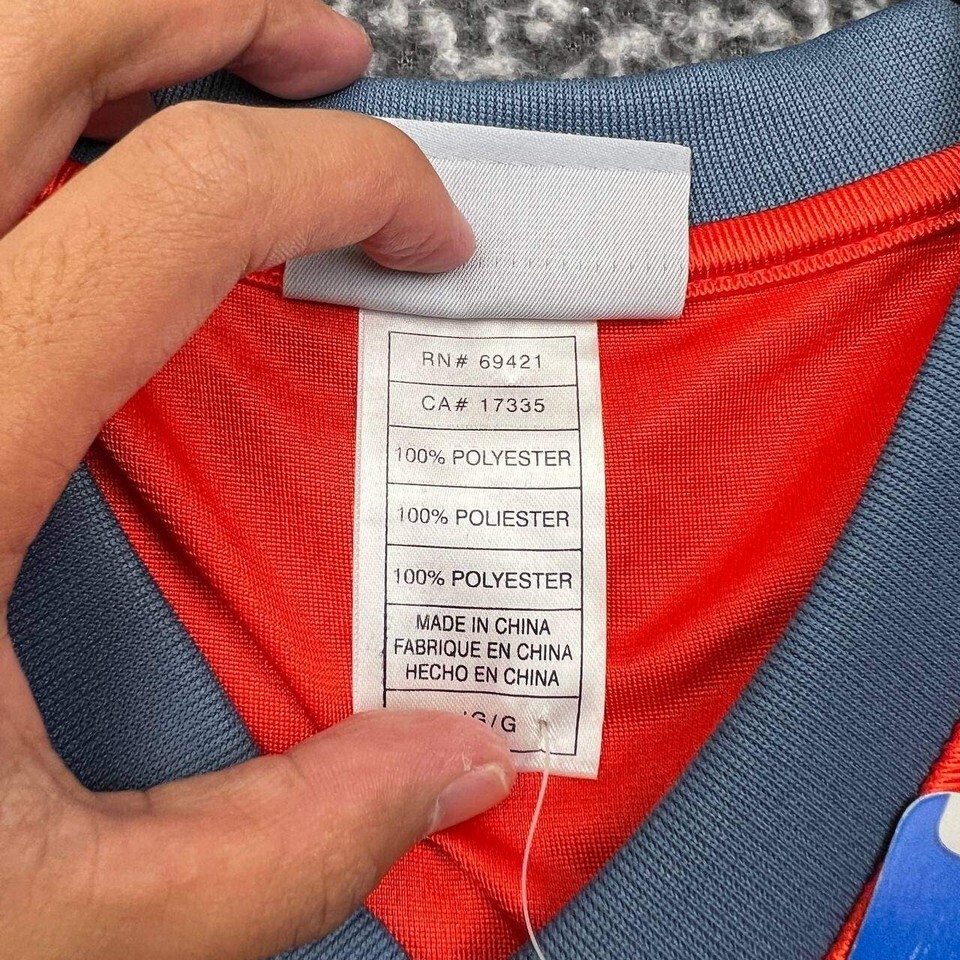 RN# 69421
CA# 17335
100% POLYESTER
100% POLIESTER
100% POLYESTER
MADE IN CHINA
FABRIQUE EN CHINA
HECHO EN CHINA
G/G